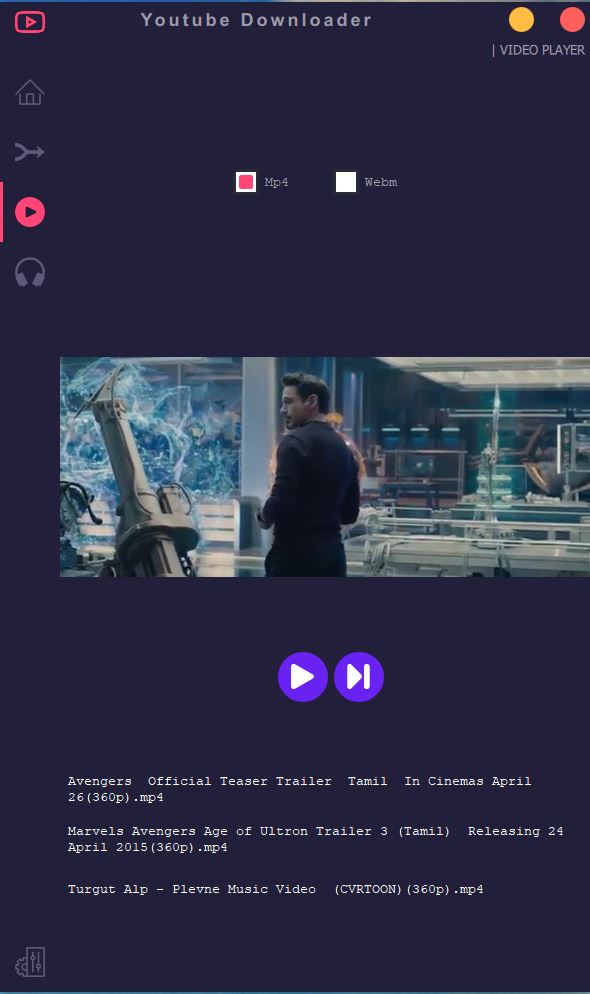 Youtube Downloader
| VIDEO PLAYER
Mp4 Webm
Avengers  Official Teaser Trailer  Tamil  In Cinemas April
26(360p).mp4
Marvels Avengers Age of Ultron Trailer 3 (Tamil)  Releasing 24
April 2015(360p).mp4
Turgut Alp - Plevne Music Video  (CVRTOON)(360p).mp4